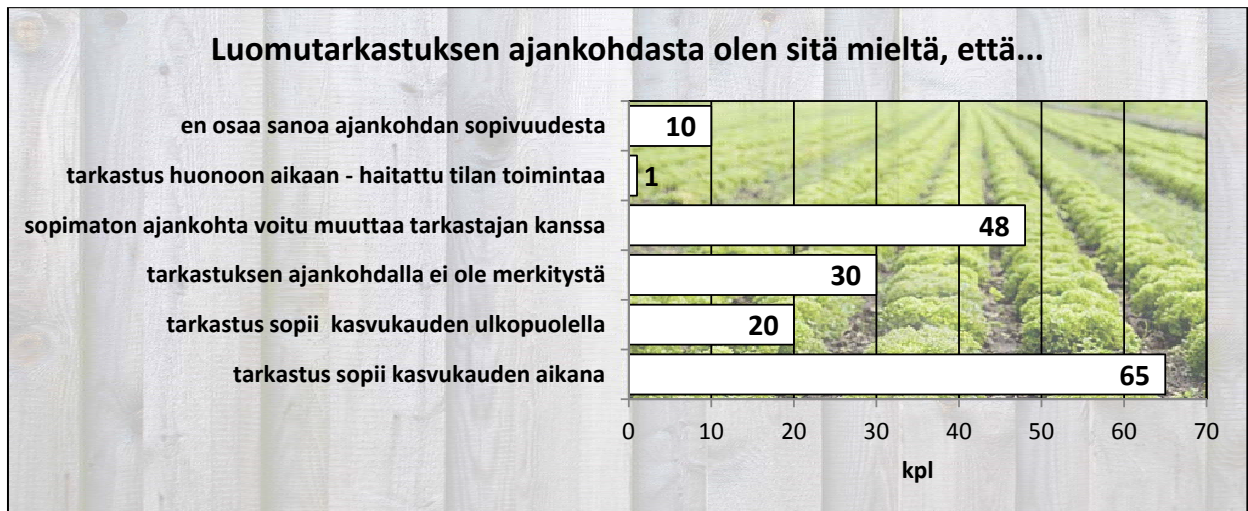 Luomutarkastuksen ajankohdasta olen sitä mieltä, että...
en osaa sanoa ajankohdan sopivuudesta 10
tarkastus huonoon aikaan - haitattu tilan toimintaa 1
sopimaton ajankohta voitu muuttaa tarkastajan kanssa 48
tarkastuksen ajankohdalla ei ole merkitystä 30
tarkastus sopii kasvukauden ulkopuolella 20
tarkastus sopii kasvukauden aikana 65
0 10 20 30 40 50 60 70
kpl